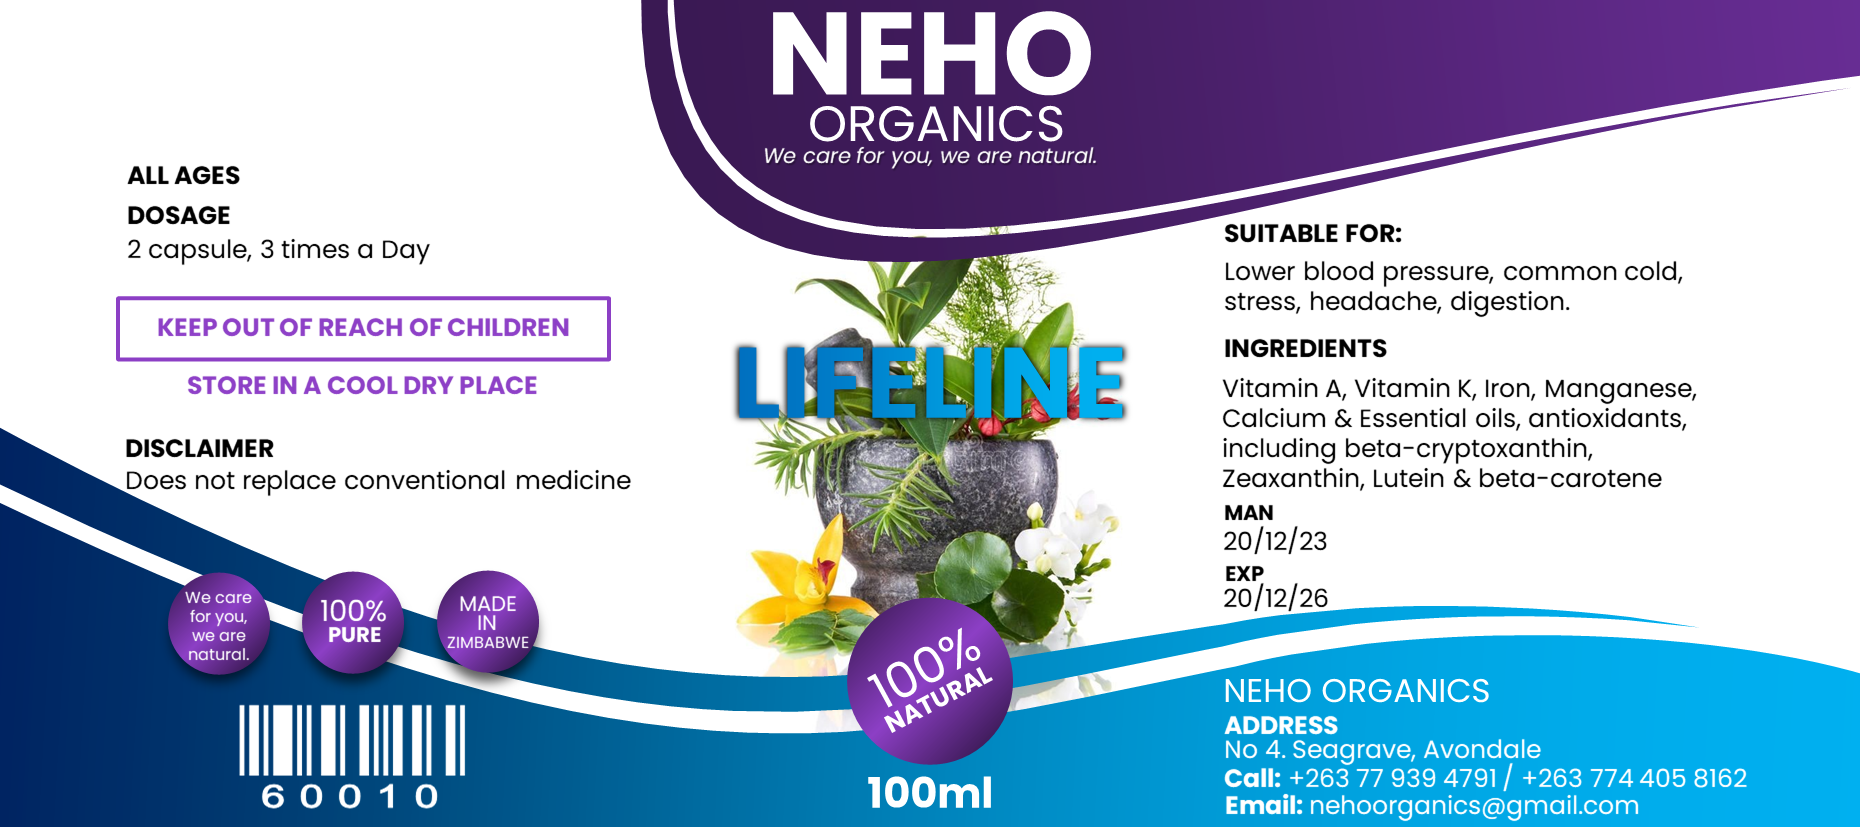 NEHO
ORGANICS
We care for you, we are natural.
ALL AGES
DOSAGE
2 capsule, 3 times a Day
KEEP OUT OF REACH OF CHILDREN
STORE IN A COOL DRY PLACE
DISCLAIMER
Does not replace conventional medicine
We care
for you,
we are
natural.
100%
PURE
MADE
IN
ZIMBABWE
60010
LIFELINE
100%
NATURAL
100ml
SUITABLE FOR:
Lower blood pressure, common cold,
stress, headache, digestion.
INGREDIENTS
Vitamin A, Vitamin K, Iron, Manganese,
Calcium & Essential oils, antioxidants,
including beta-cryptoxanthin,
Zeaxanthin, Lutein & beta-carotene
MAN
20/12/23
EXP
20/12/26
NEHO ORGANICS
ADDRESS
No 4. Seagrave, Avondale
Call: +263 77 939 4791 / +263 774 405 8162
Email: nehoorganics@gmail.com